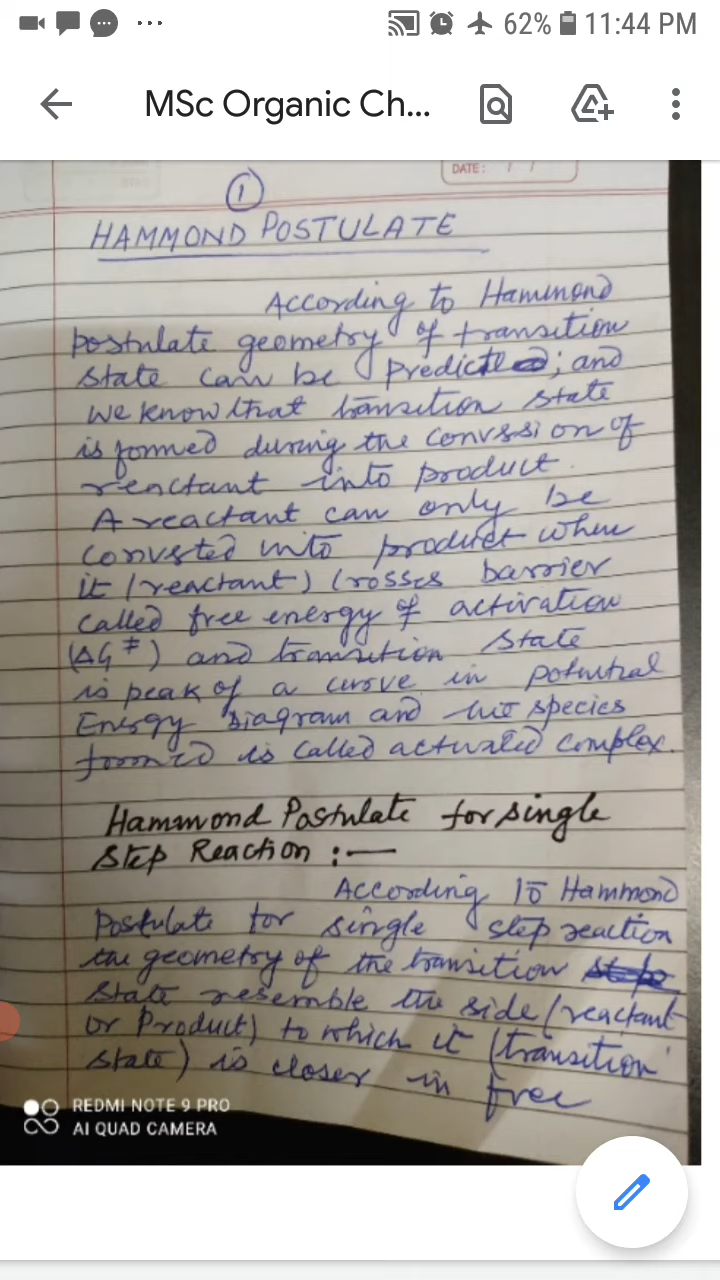 62% 11:44 PM
MSc Organic Ch...
DATE: / /
1
HAMMOND POSTULATE
According to Hammond
postulate geometry of transition
state can be predicted; and
we know that transition state
is formed during the convssion of
reactant into product.
A reactant can only be
convsted into product when
it (reactant) crosses barrier
called free energy of activation
(ΔG‡) and transition state
is peak of a curve in potential
Energy Diagram and the species
formed is called activated complex.
Hammond Postulate for single
Step Reaction :—
According to Hammond
Postulate for single step reaction
the geometry of the transition
state resemble the side (reactant
or Product) to which it (transition
state) is closer in free
REDMI NOTE 9 PRO
AI QUAD CAMERA